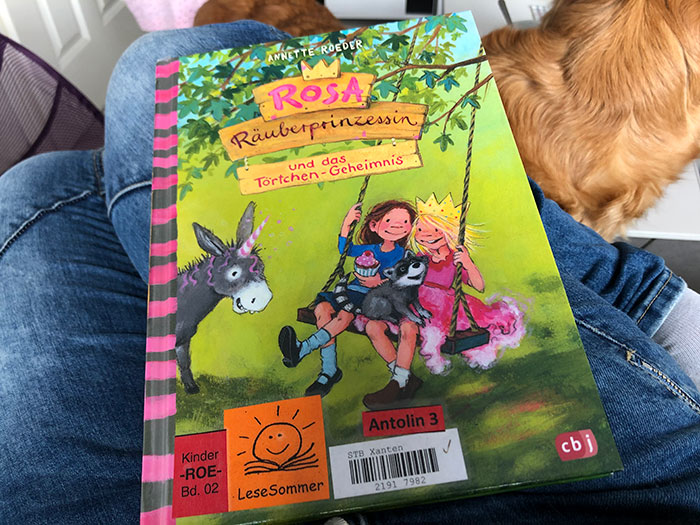 ANNETTE ROEDER
ROSA
Räuberprinzessin
und das
Törtchen-Geheimnis
Antolin 3
Kinder
-ROE-
Bd. 02
LeseSommer
STB Xanten
2191 7982
cbj